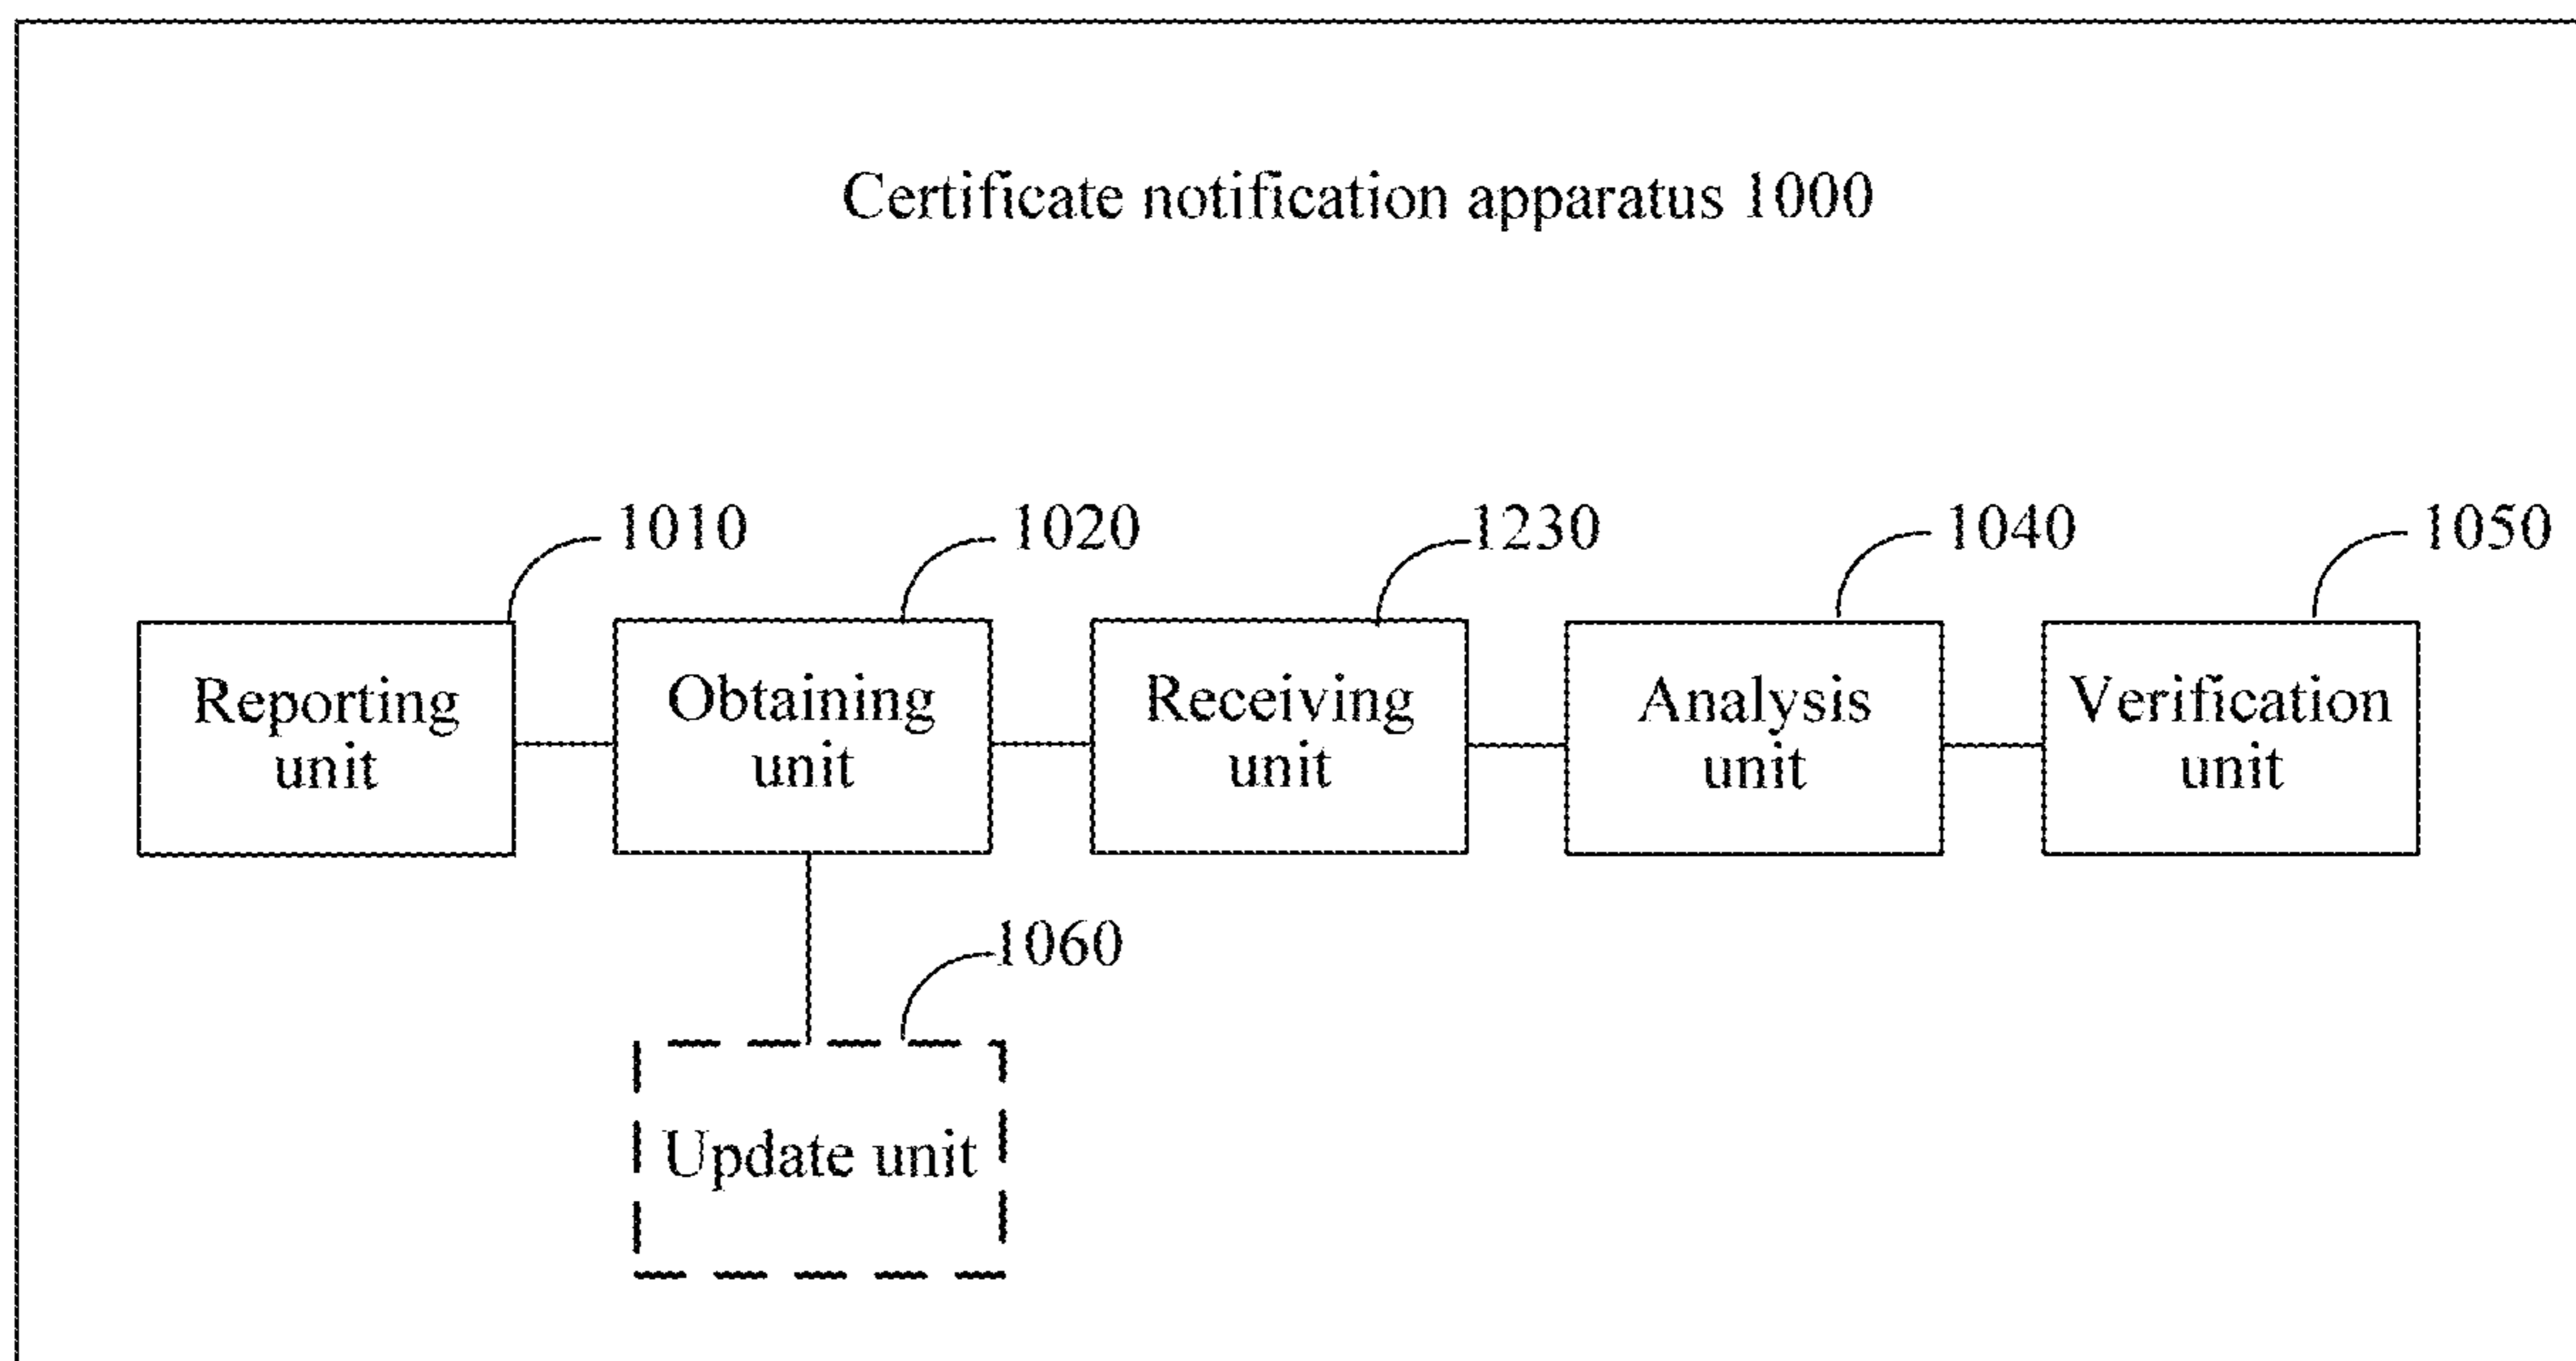 Certificate notification apparatus 1000
1010
1020
1230
1040
1050
Reporting
unit
Obtaining
unit
Receiving
unit
Analysis
unit
Verification
unit
1060
Update unit